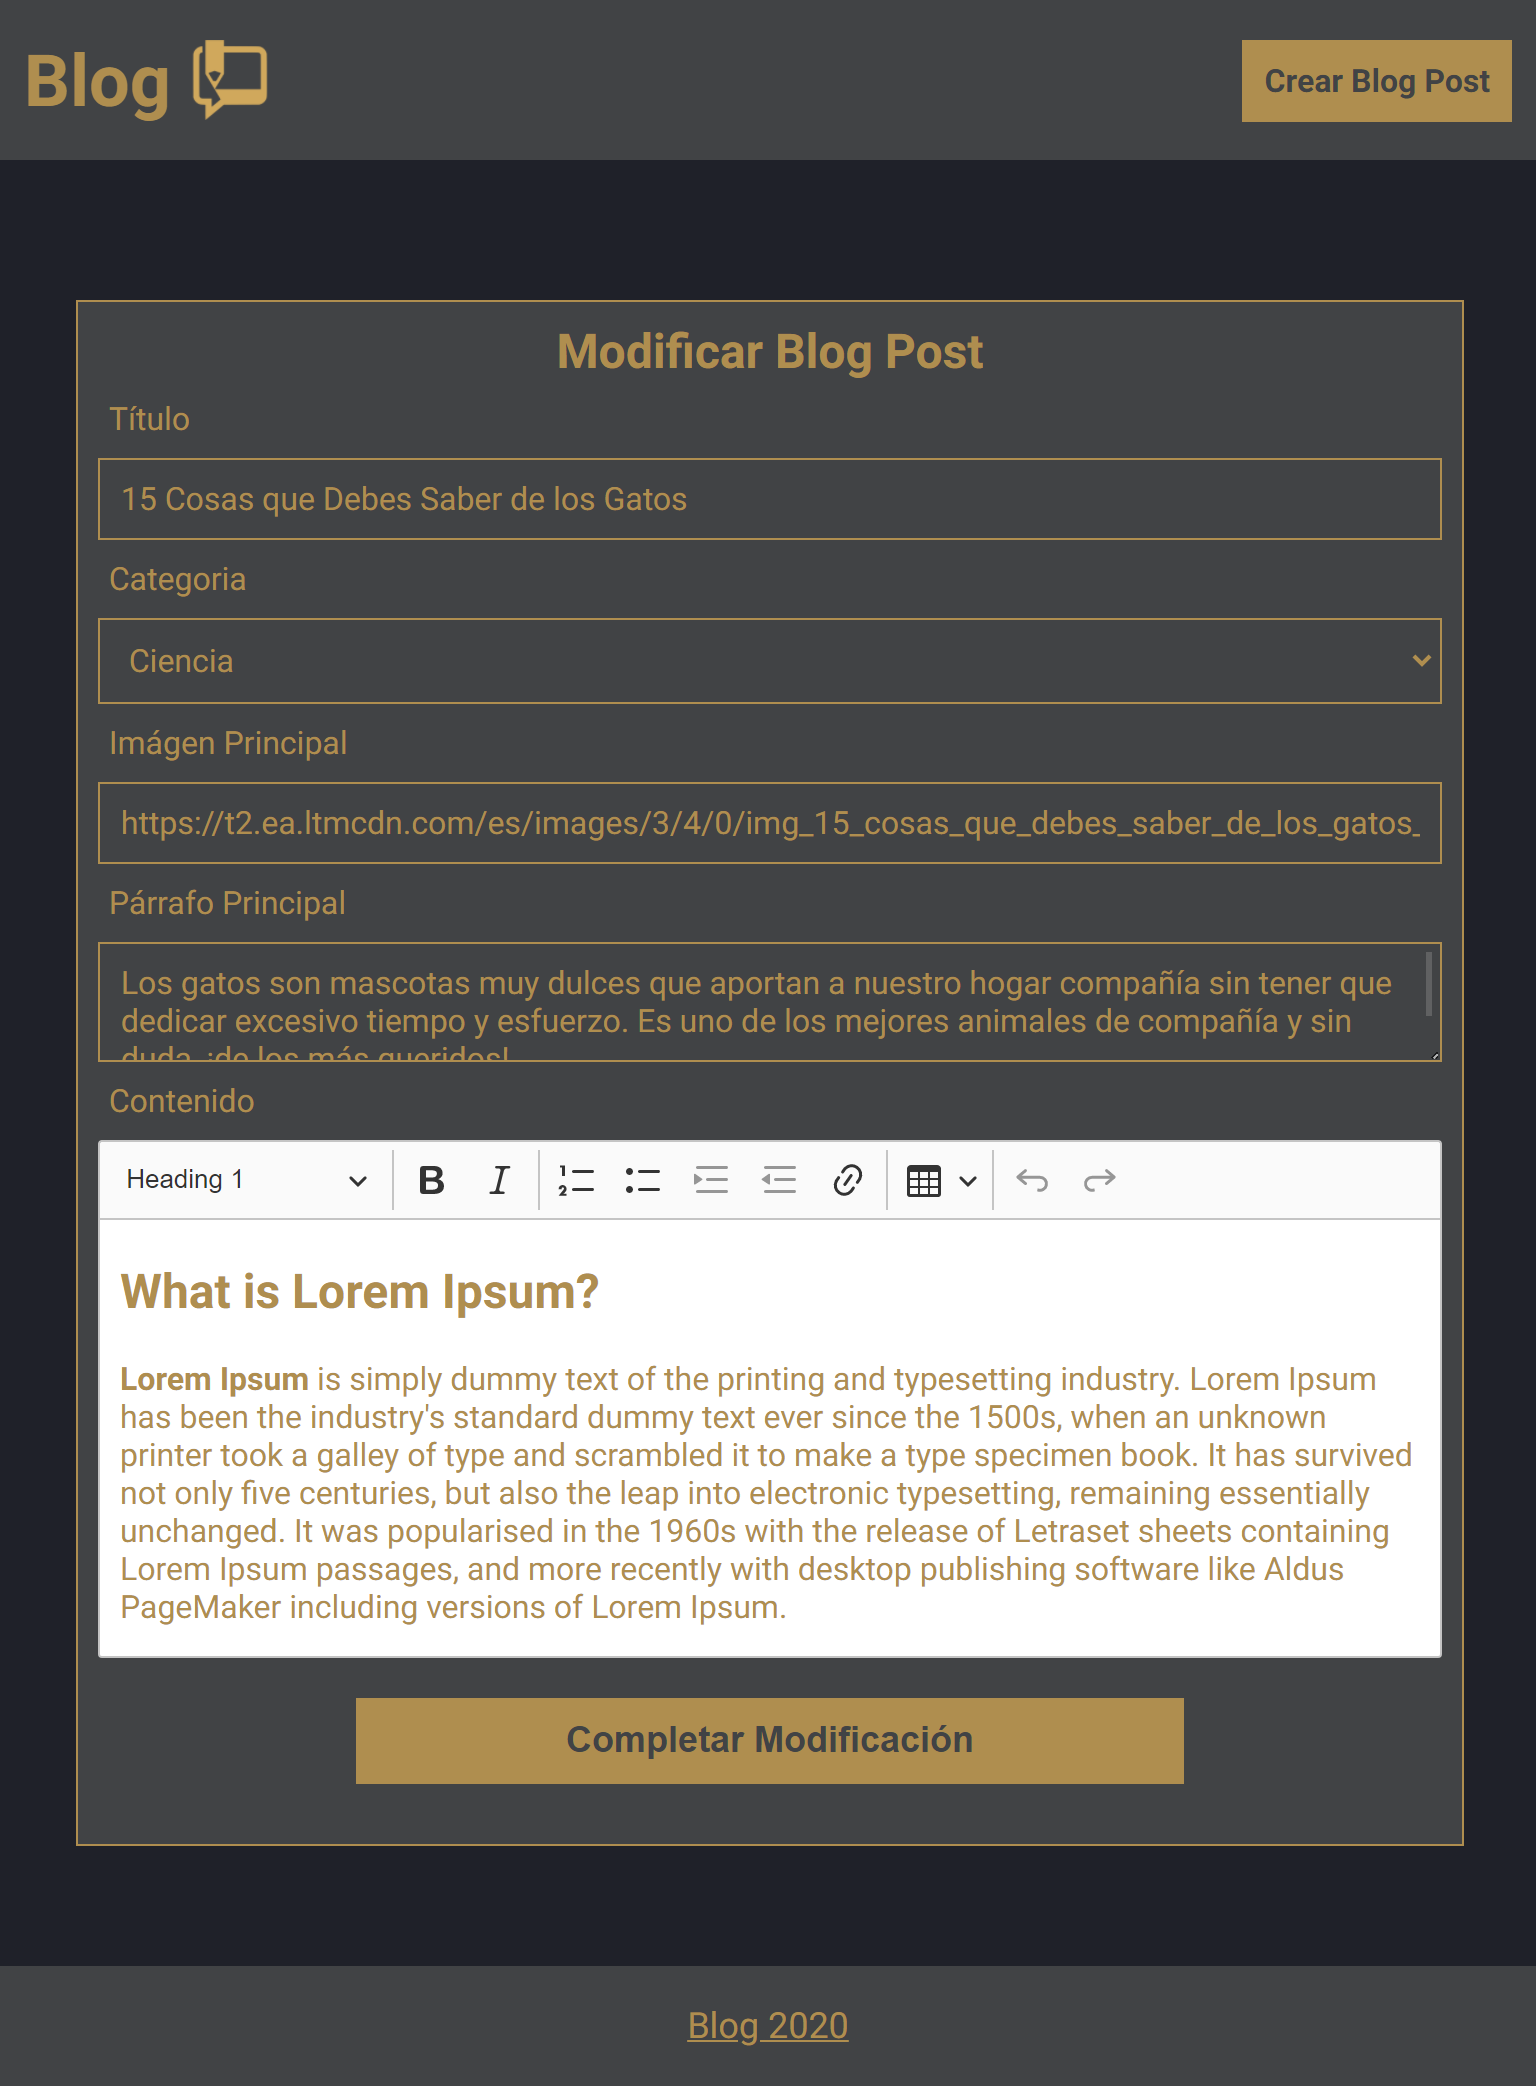 Blog
Crear Blog Post
Modificar Blog Post
Título
15 Cosas que Debes Saber de los Gatos
Categoria
Ciencia
Imágen Principal
https://t2.ea.ltmcdn.com/es/images/3/4/0/img_15_cosas_que_debes_saber_de_los_gatos_
Párrafo Principal
Los gatos son mascotas muy dulces que aportan a nuestro hogar compañía sin tener que
dedicar excesivo tiempo y esfuerzo. Es uno de los mejores animales de compañía y sin
duda, ¡de los más queridos!
Contenido
Heading 1
What is Lorem Ipsum?
Lorem Ipsum is simply dummy text of the printing and typesetting industry. Lorem Ipsum
has been the industry's standard dummy text ever since the 1500s, when an unknown
printer took a galley of type and scrambled it to make a type specimen book. It has survived
not only five centuries, but also the leap into electronic typesetting, remaining essentially
unchanged. It was popularised in the 1960s with the release of Letraset sheets containing
Lorem Ipsum passages, and more recently with desktop publishing software like Aldus
PageMaker including versions of Lorem Ipsum.
Completar Modificación
Blog 2020